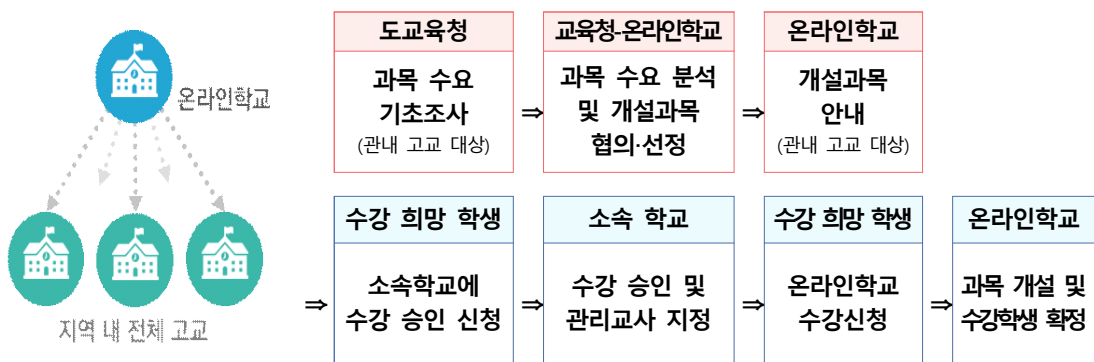 온라인학교
지역 내 전체 고교
도교육청
과목 수요
기초조사
(관내 고교 대상)
⇒
교육청-온라인학교
과목 수요 분석
및 개설과목
협의·선정
⇒
온라인학교
개설과목
안내
(관내 고교 대상)
⇒
수강 희망 학생
소속학교에
수강 승인 신청
⇒
소속 학교
수강 승인 및
관리교사 지정
⇒
수강 희망 학생
온라인학교
수강신청
⇒
온라인학교
과목 개설 및
수강학생 확정